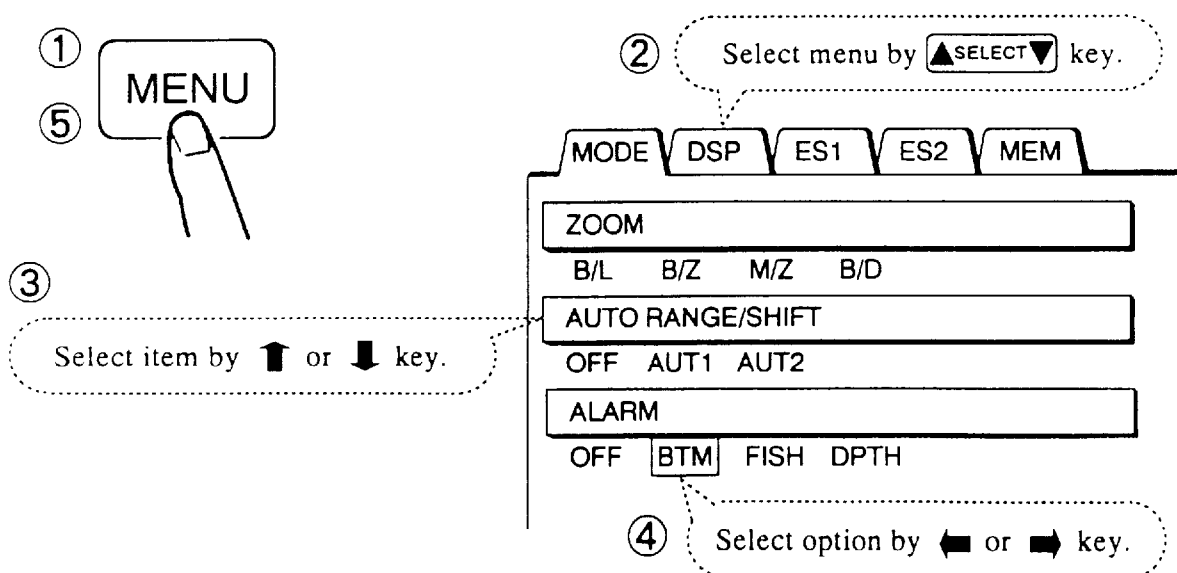 ①
MENU
⑤
② Select menu by ▲SELECT▼ key.
MODE DSP ES1 ES2 MEM
ZOOM
B/L B/Z M/Z B/D
③
Select item by ⬆ or ⬇ key.
AUTO RANGE/SHIFT
OFF AUT1 AUT2
ALARM
OFF BTM FISH DPTH
④ Select option by ⬅ or ➡ key.